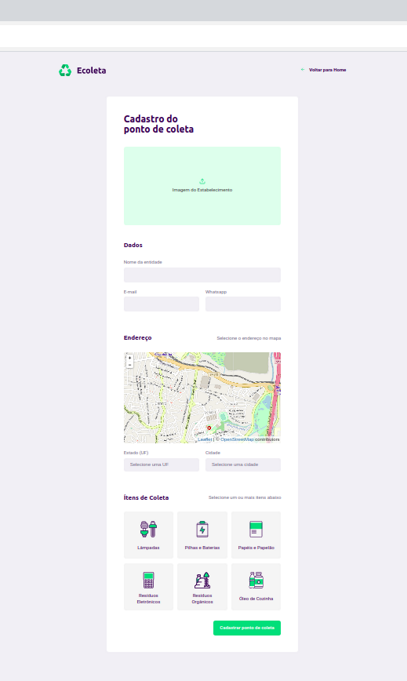 Ecoleta
Voltar para Home
Cadastro do
ponto de coleta
Imagem do Estabelecimento
Dados
Nome da entidade
E-mail
Whatsapp
Endereço
Selecione o endereço no mapa
+
−
Leaflet | © OpenStreetMap contributors
Estado (UF)
Cidade
Selecione uma UF
Selecione uma cidade
Ítens de Coleta
Selecione um ou mais itens abaixo
Lâmpadas
Pilhas e Baterias
Papéis e Papelão
Resíduos
Eletrônicos
Resíduos
Orgânicos
Óleo de Cozinha
Cadastrar ponto de coleta